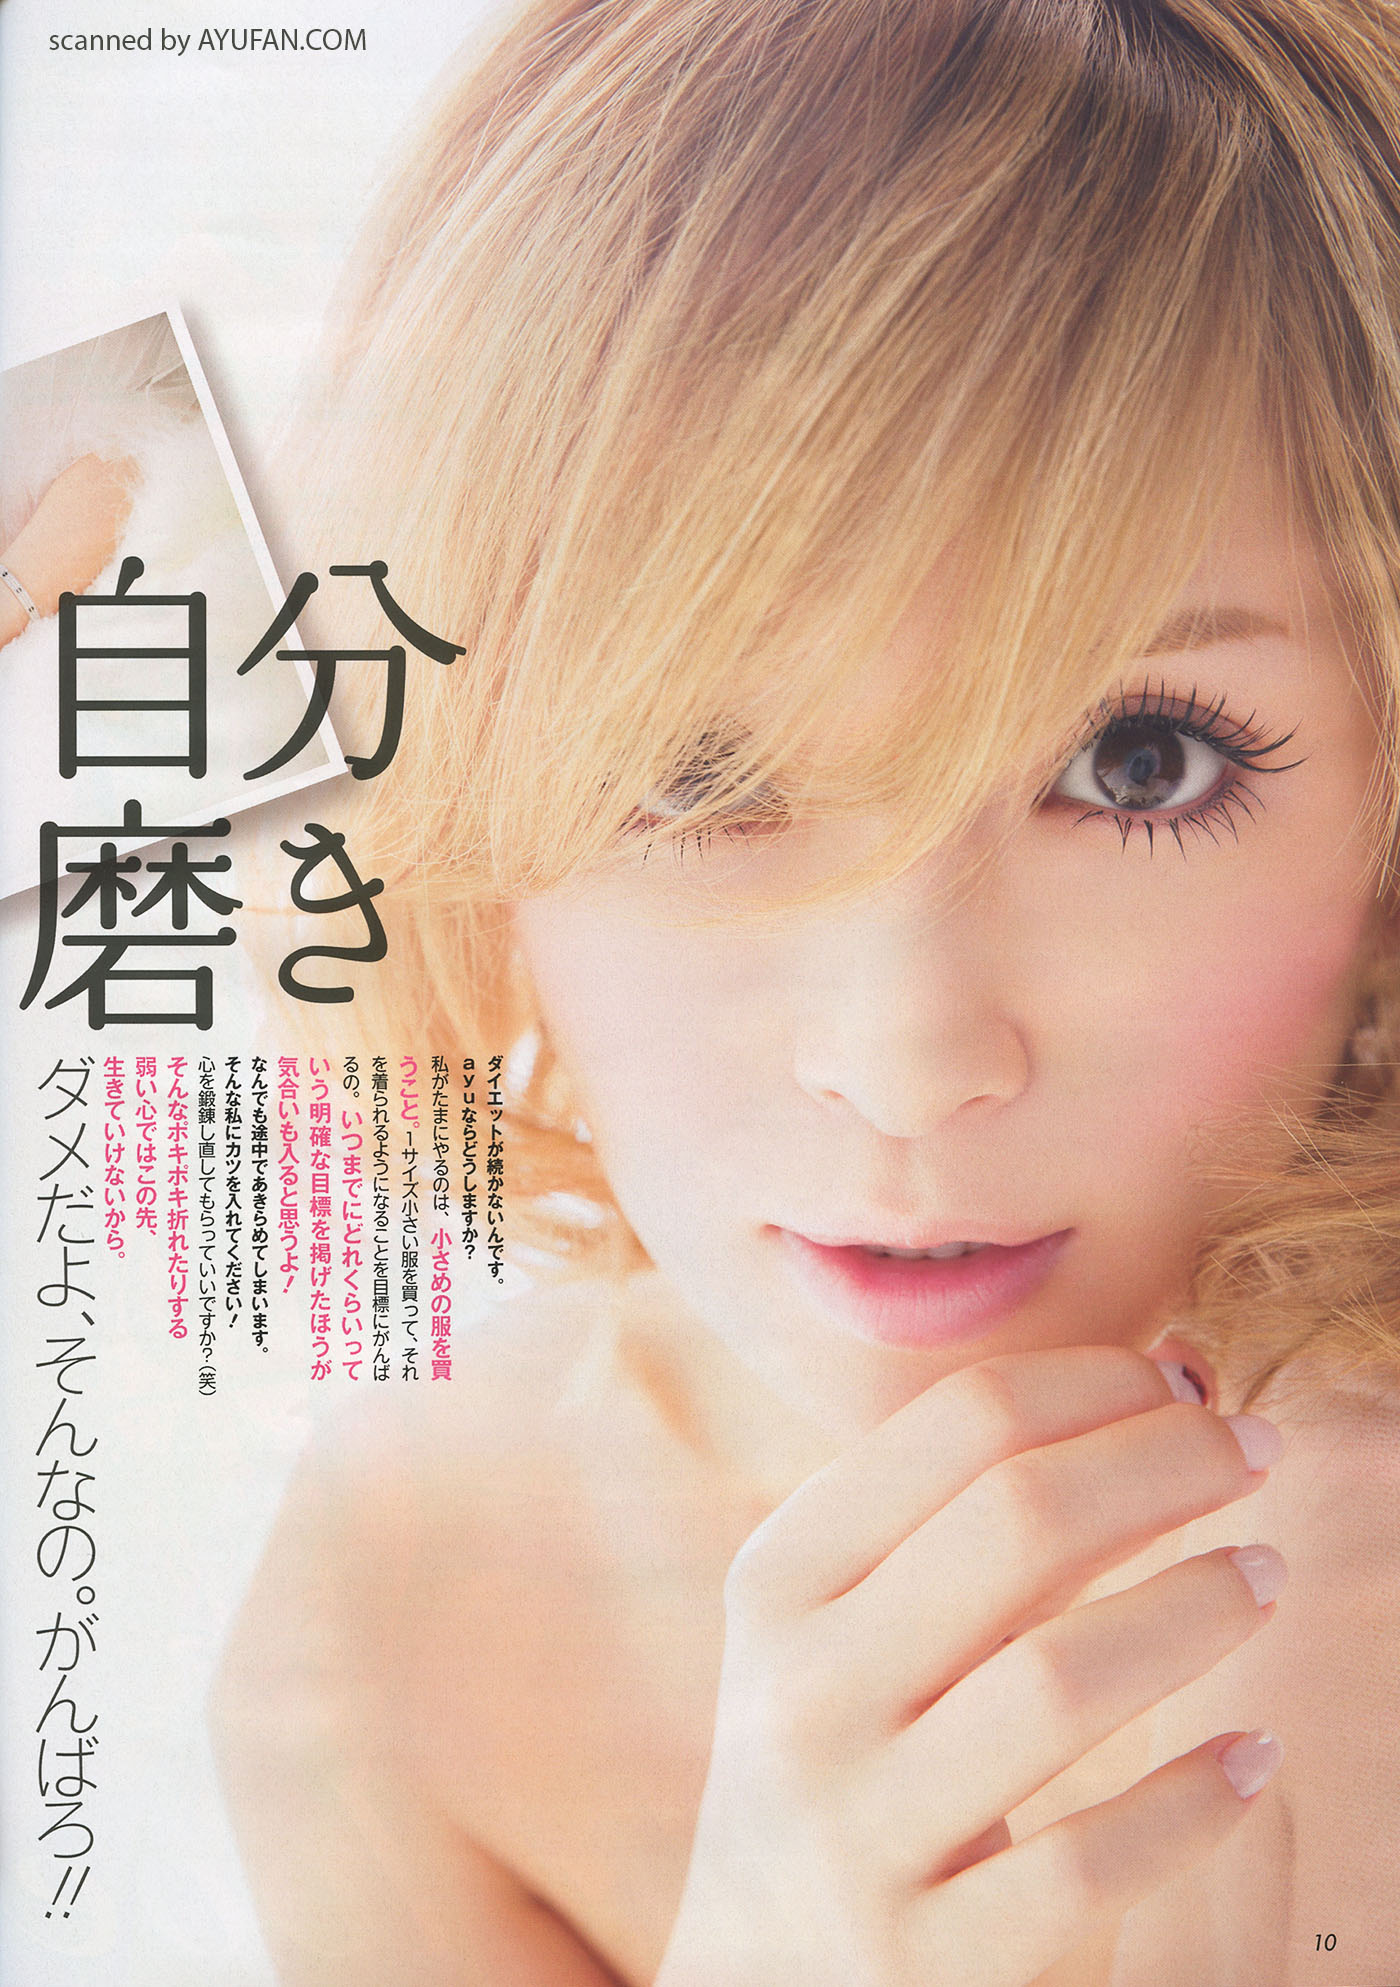 scanned by AYUFAN.COM
自分
磨き
ダイエットが続かないんです。
ayuならどうしますか？
私がたまにやるのは、小さめの服を買
うこと。1サイズ小さい服を買って、それ
を着られるようになることを目標にがんば
るの。いつまでにどれくらいって
いう明確な目標を掲げたほうが
気合いも入ると思うよ！
なんでも途中であきらめてしまいます。
そんな私にカツを入れてください！
心を鍛錬し直してもらっていいですか？（笑）
そんなポキポキ折れたりする
弱い心ではこの先、
生きていけないから。
ダメだよ、そんなの。がんばろ!!
10